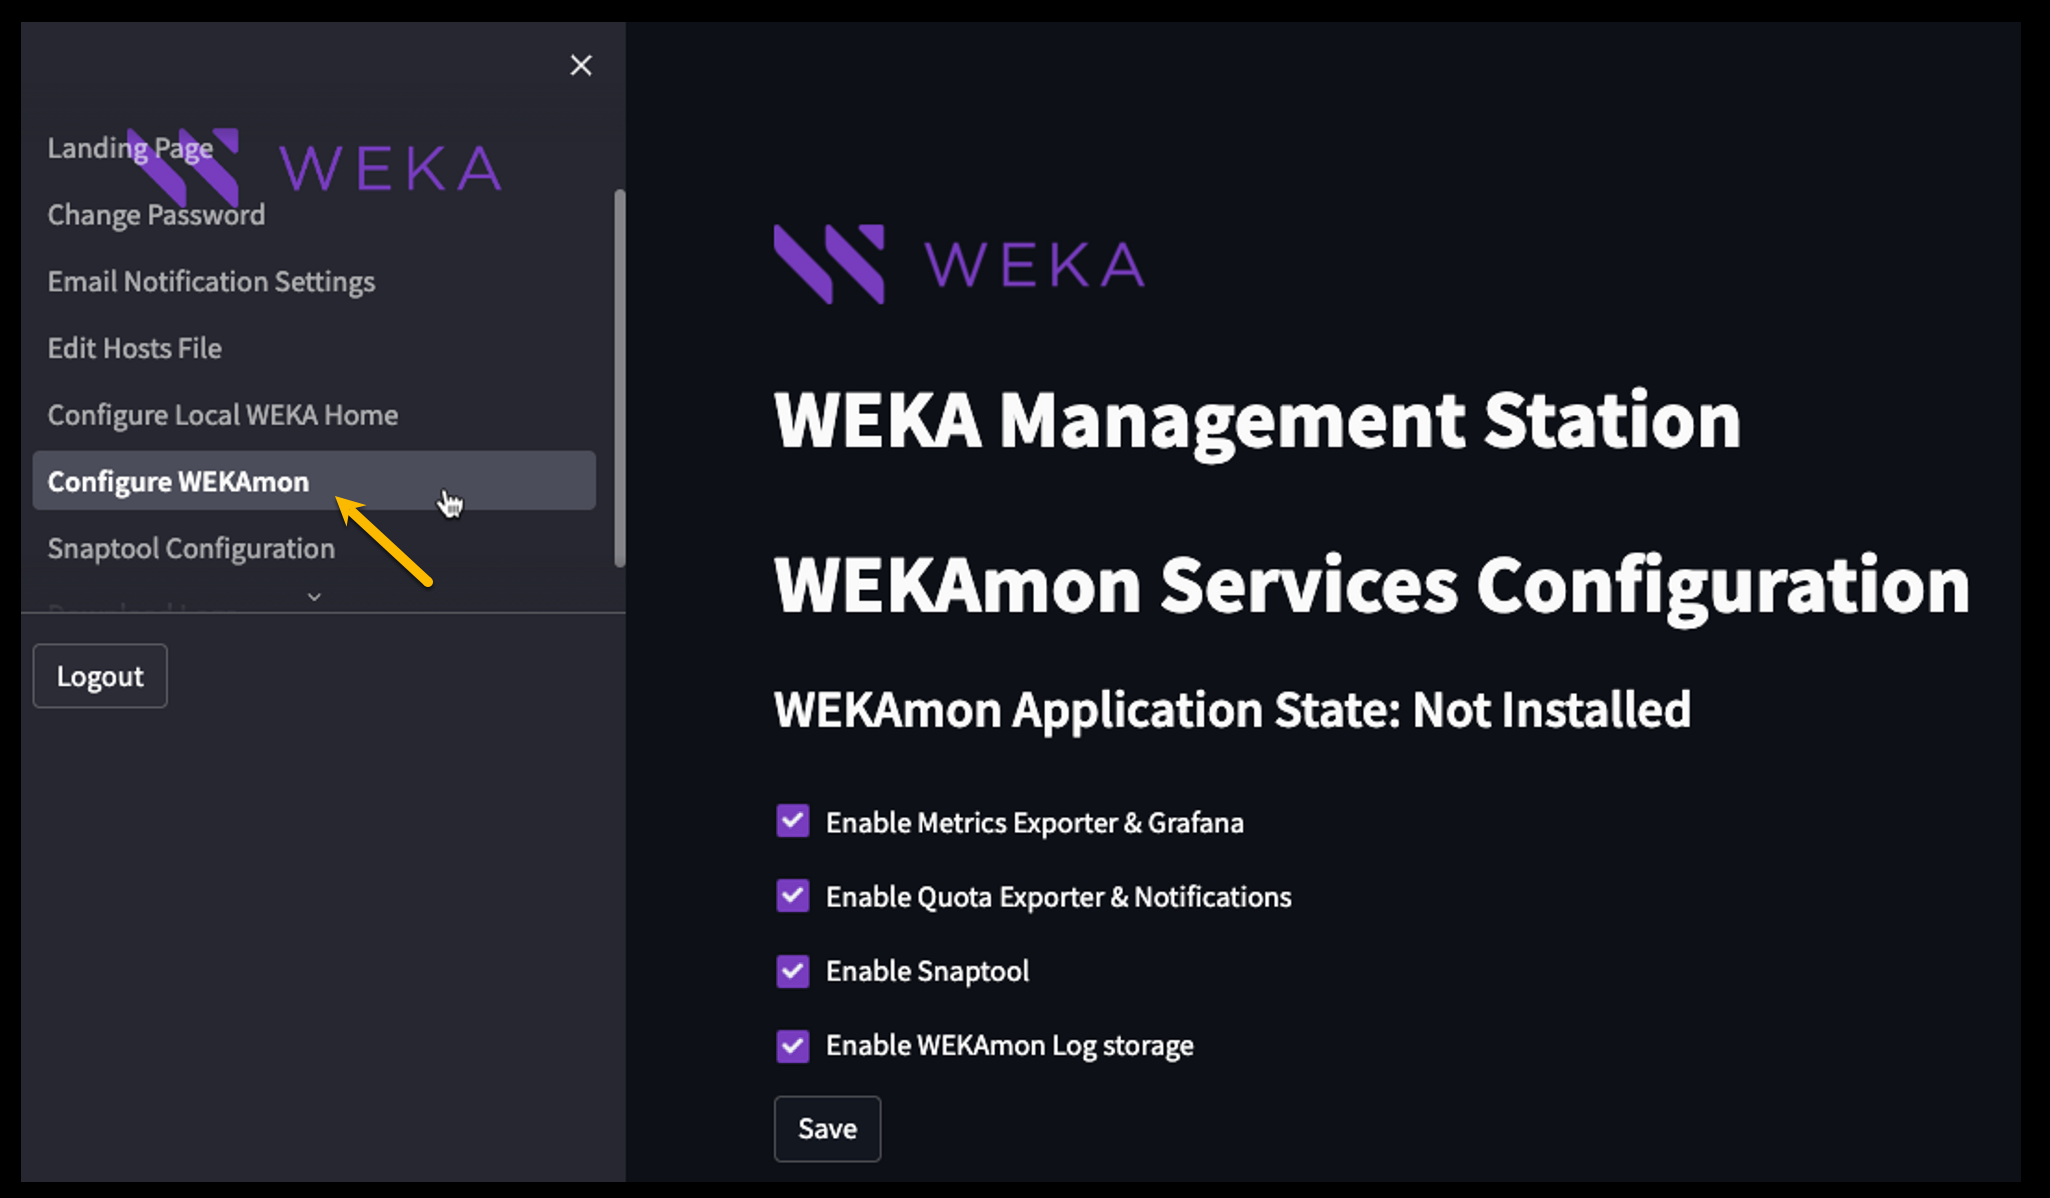 Landing Page
WEKA
Change Password
Email Notification Settings
Edit Hosts File
Configure Local WEKA Home
Configure WEKAmon
Snaptool Configuration
Logout
WEKA
WEKA Management Station
WEKAmon Services Configuration
WEKAmon Application State: Not Installed
Enable Metrics Exporter & Grafana
Enable Quota Exporter & Notifications
Enable Snaptool
Enable WEKAmon Log storage
Save